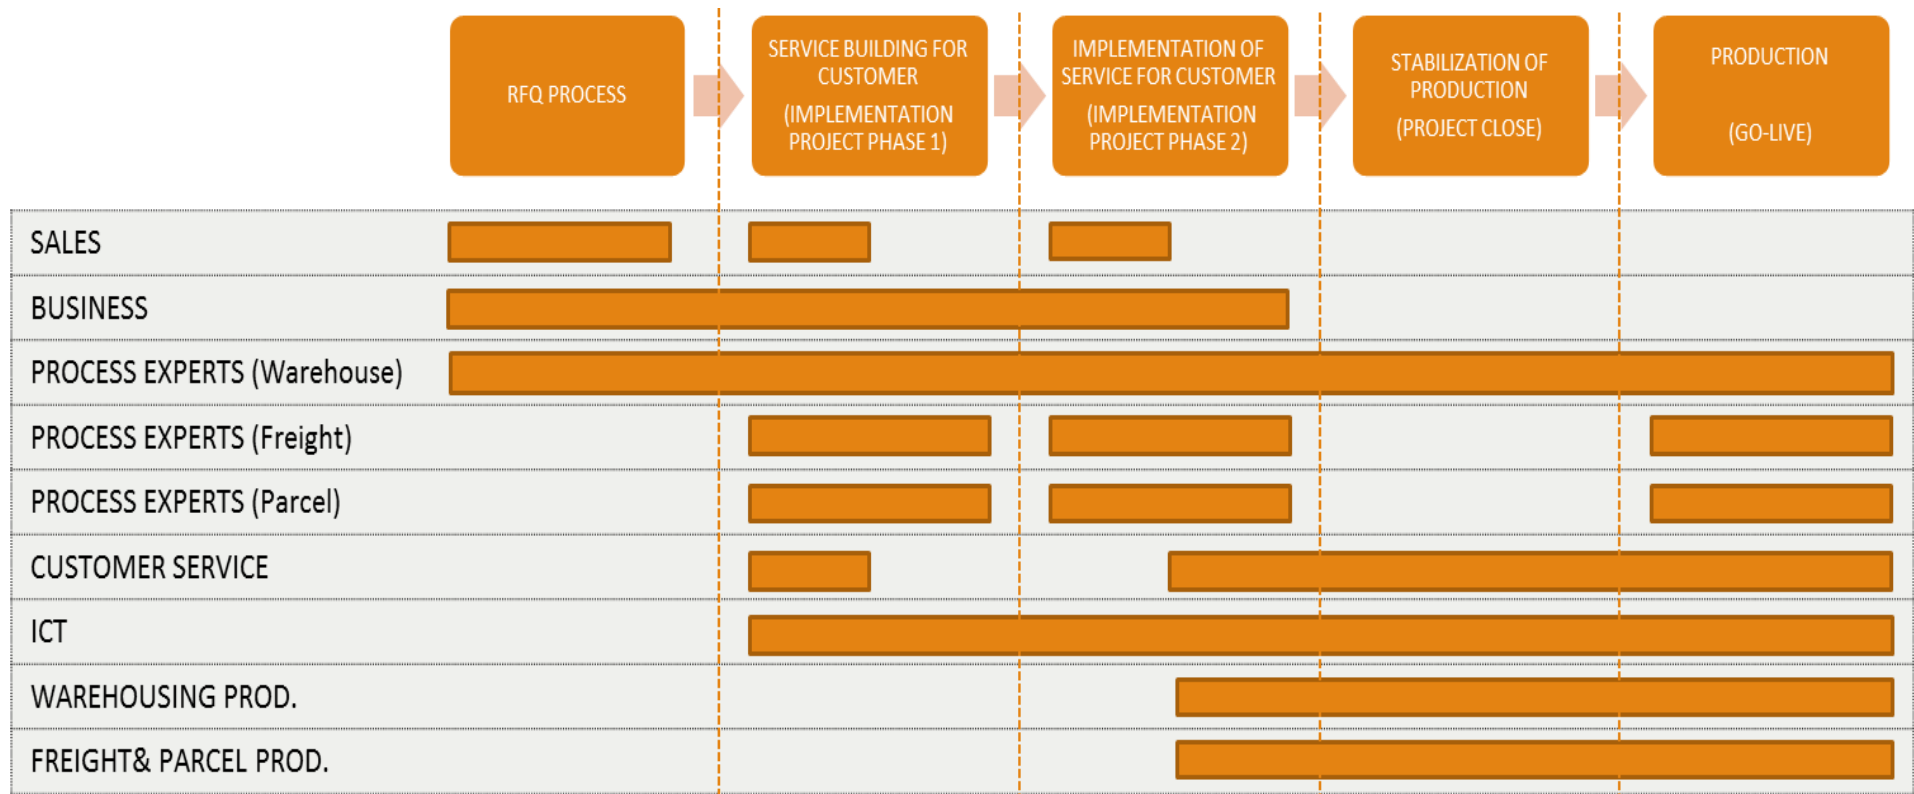 RFQ PROCESS
SERVICE BUILDING FOR
CUSTOMER
(IMPLEMENTATION
PROJECT PHASE 1)
IMPLEMENTATION OF
SERVICE FOR CUSTOMER
(IMPLEMENTATION
PROJECT PHASE 2)
STABILIZATION OF
PRODUCTION
(PROJECT CLOSE)
PRODUCTION
(GO-LIVE)
SALES
BUSINESS
PROCESS EXPERTS (Warehouse)
PROCESS EXPERTS (Freight)
PROCESS EXPERTS (Parcel)
CUSTOMER SERVICE
ICT
WAREHOUSING PROD.
FREIGHT& PARCEL PROD.